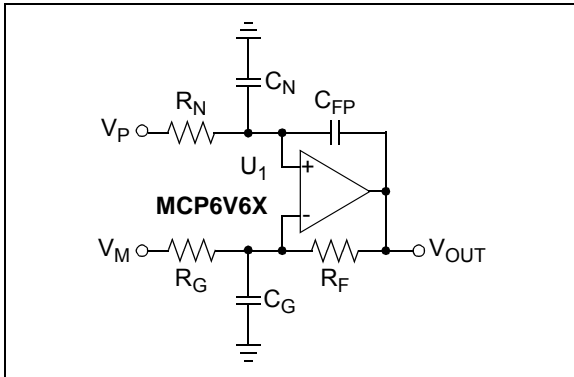 C_N
R_N
C_FP
V_P
U_1
+
MCP6V6X
-
V_M
V_OUT
R_G
R_F
C_G